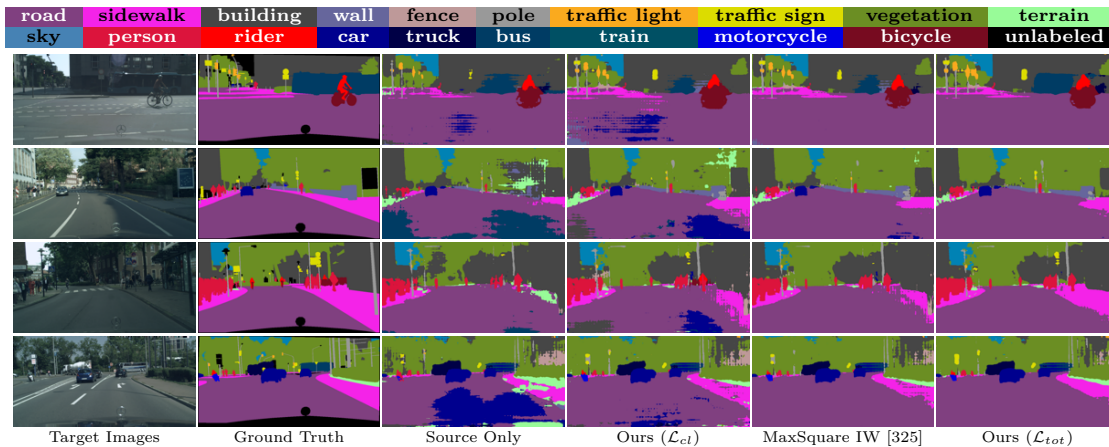 road sidewalk building wall fence pole traffic light traffic sign vegetation terrain
sky person rider car truck bus train motorcycle bicycle unlabeled
Target Images Ground Truth Source Only Ours (ℒ_cl) MaxSquare IW [325] Ours (ℒ_tot)